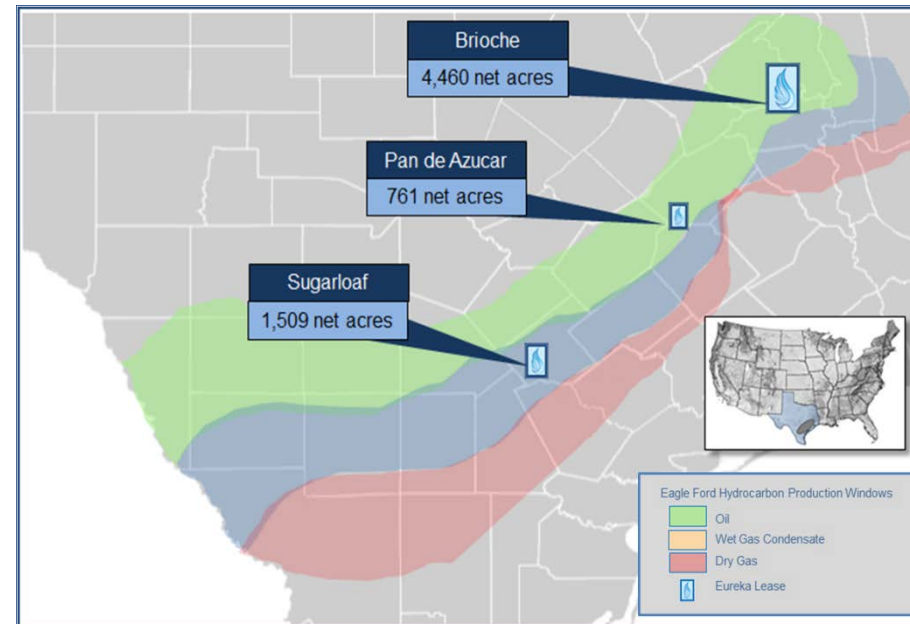 Brioche
4,460 net acres
Pan de Azucar
761 net acres
Sugarloaf
1,509 net acres
Eagle Ford Hydrocarbon Production Windows
Oil
Wet Gas Condensate
Dry Gas
Eureka Lease